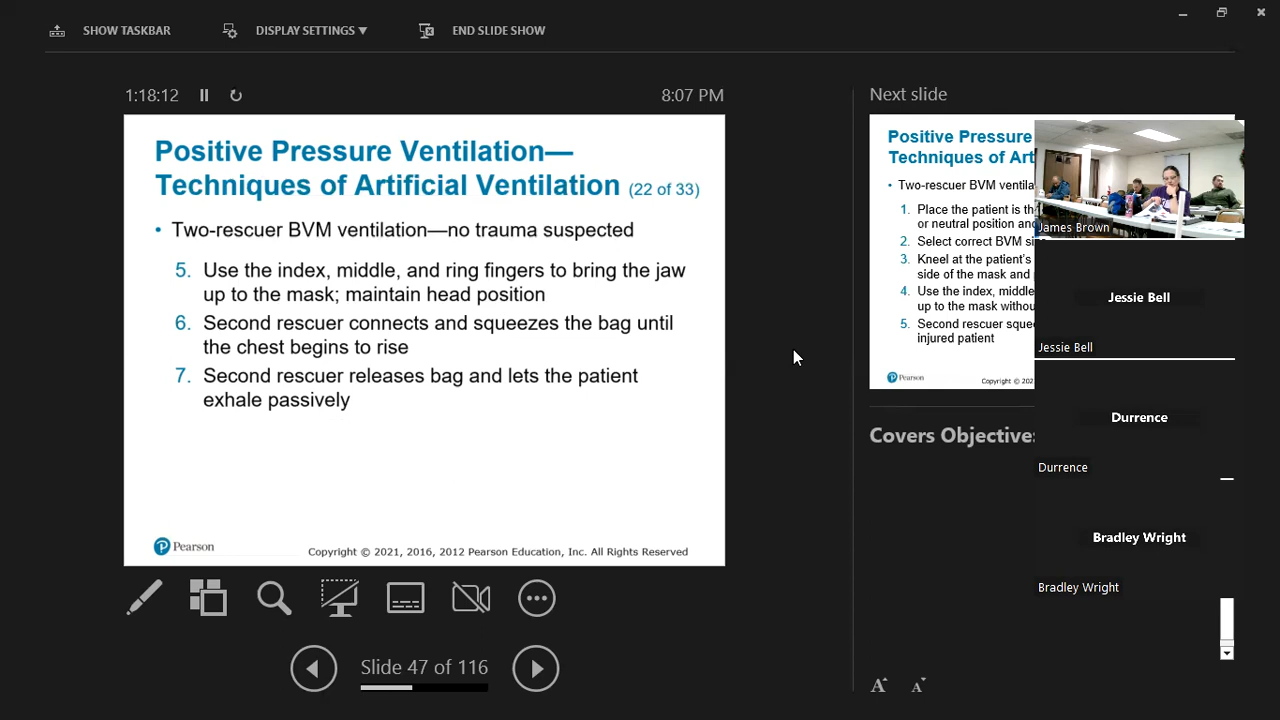 SHOW TASKBAR
DISPLAY SETTINGS ▼
END SLIDE SHOW
1:18:12
8:07 PM
Positive Pressure Ventilation—
Techniques of Artificial Ventilation (22 of 33)
• Two-rescuer BVM ventilation—no trauma suspected
5. Use the index, middle, and ring fingers to bring the jaw
up to the mask; maintain head position
6. Second rescuer connects and squeezes the bag until
the chest begins to rise
7. Second rescuer releases bag and lets the patient
exhale passively
Pearson
Copyright © 2021, 2016, 2012 Pearson Education, Inc. All Rights Reserved
Slide 47 of 116
Next slide
Positive Pressure
Techniques of Art
• Two-rescuer BVM ventila
1. Place the patient is th
or neutral position and
2. Select correct BVM si
3. Kneel at the patient's
side of the mask and
4. Use the index, middle
up to the mask withou
5. Second rescuer sque
injured patient
Pearson
Copyright © 202
Covers Objective
A
A
James Brown
Jessie Bell
Jessie Bell
Durrence
Durrence
Bradley Wright
Bradley Wright